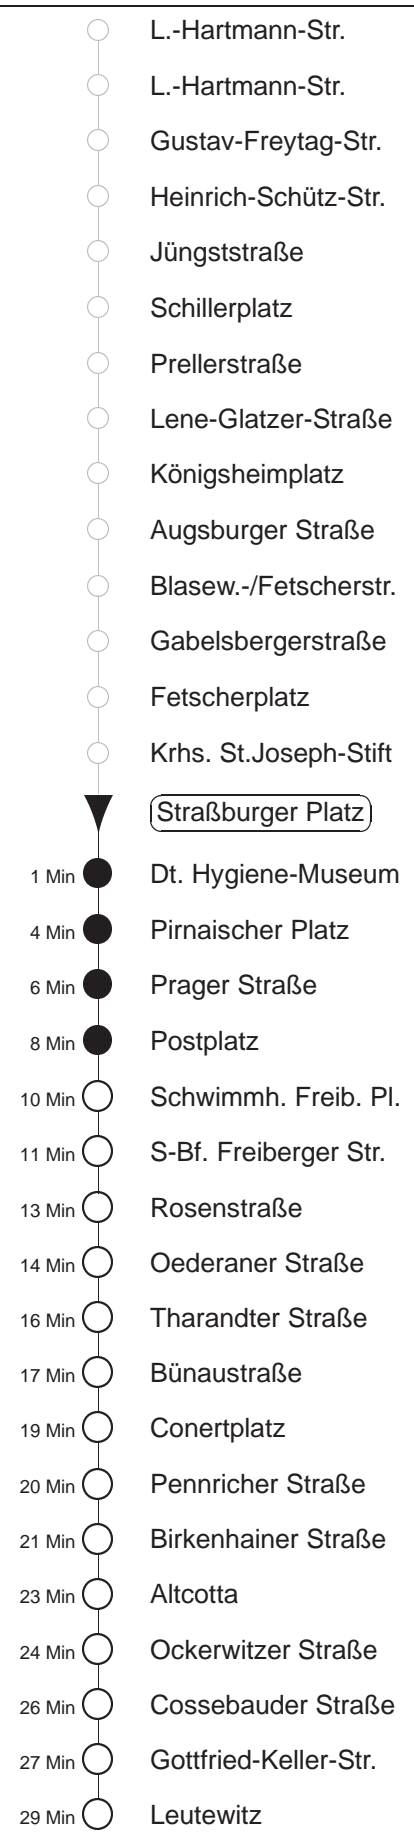 L.-Hartmann-Str.
L.-Hartmann-Str.
Gustav-Freytag-Str.
Heinrich-Schütz-Str.
Jüngststraße
Schillerplatz
Prellerstraße
Lene-Glatzer-Straße
Königsheimplatz
Augsburger Straße
Blasew.-/Fetscherstr.
Gabelsbergerstraße
Fetscherplatz
Krhs. St.Joseph-Stift
Straßburger Platz
1 Min Dt. Hygiene-Museum
4 Min Pirnaischer Platz
6 Min Prager Straße
8 Min Postplatz
10 Min Schwimmh. Freib. Pl.
11 Min S-Bf. Freiberger Str.
13 Min Rosenstraße
14 Min Oederaner Straße
16 Min Tharandter Straße
17 Min Bünaustraße
19 Min Conertplatz
20 Min Pennricher Straße
21 Min Birkenhainer Straße
23 Min Altcotta
24 Min Ockerwitzer Straße
26 Min Cossebauder Straße
27 Min Gottfried-Keller-Str.
29 Min Leutewitz